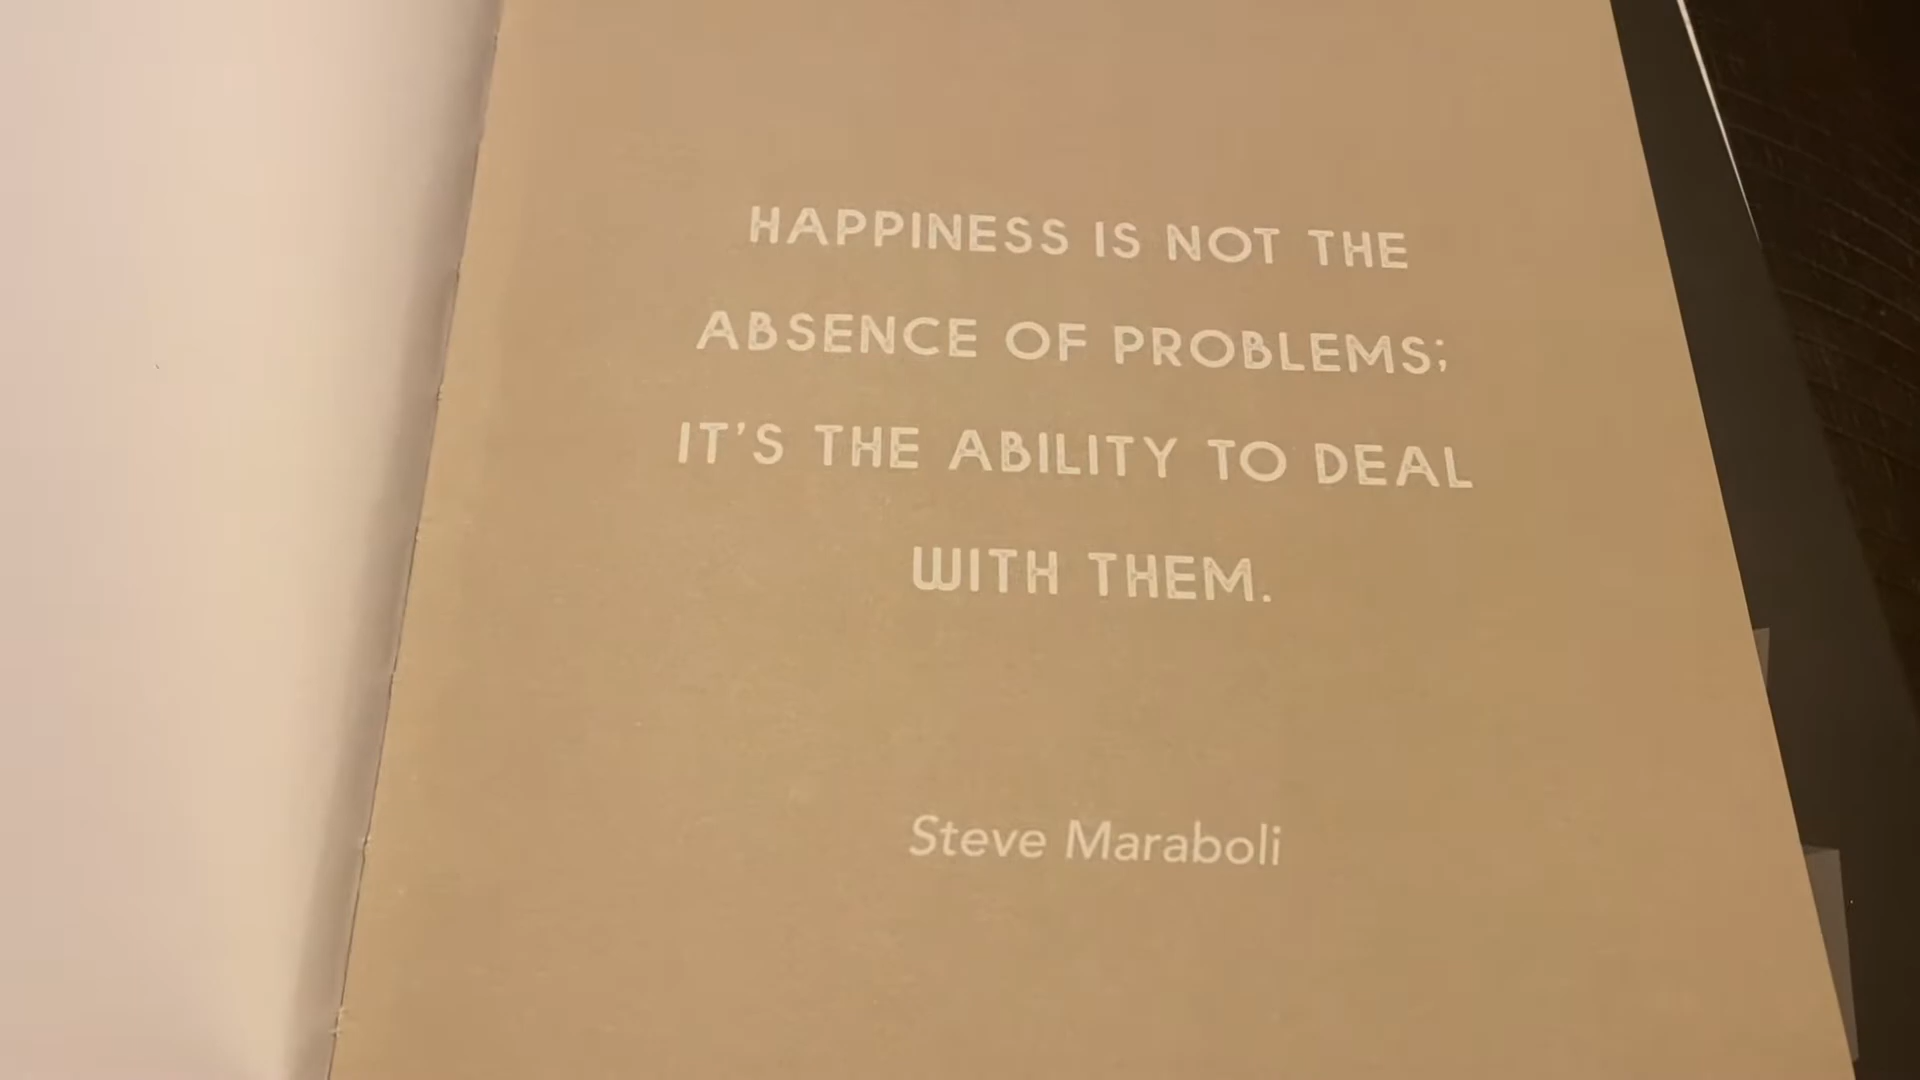 HAPPINESS IS NOT THE
ABSENCE OF PROBLEMS;
IT'S THE ABILITY TO DEAL
WITH THEM.
Steve Maraboli